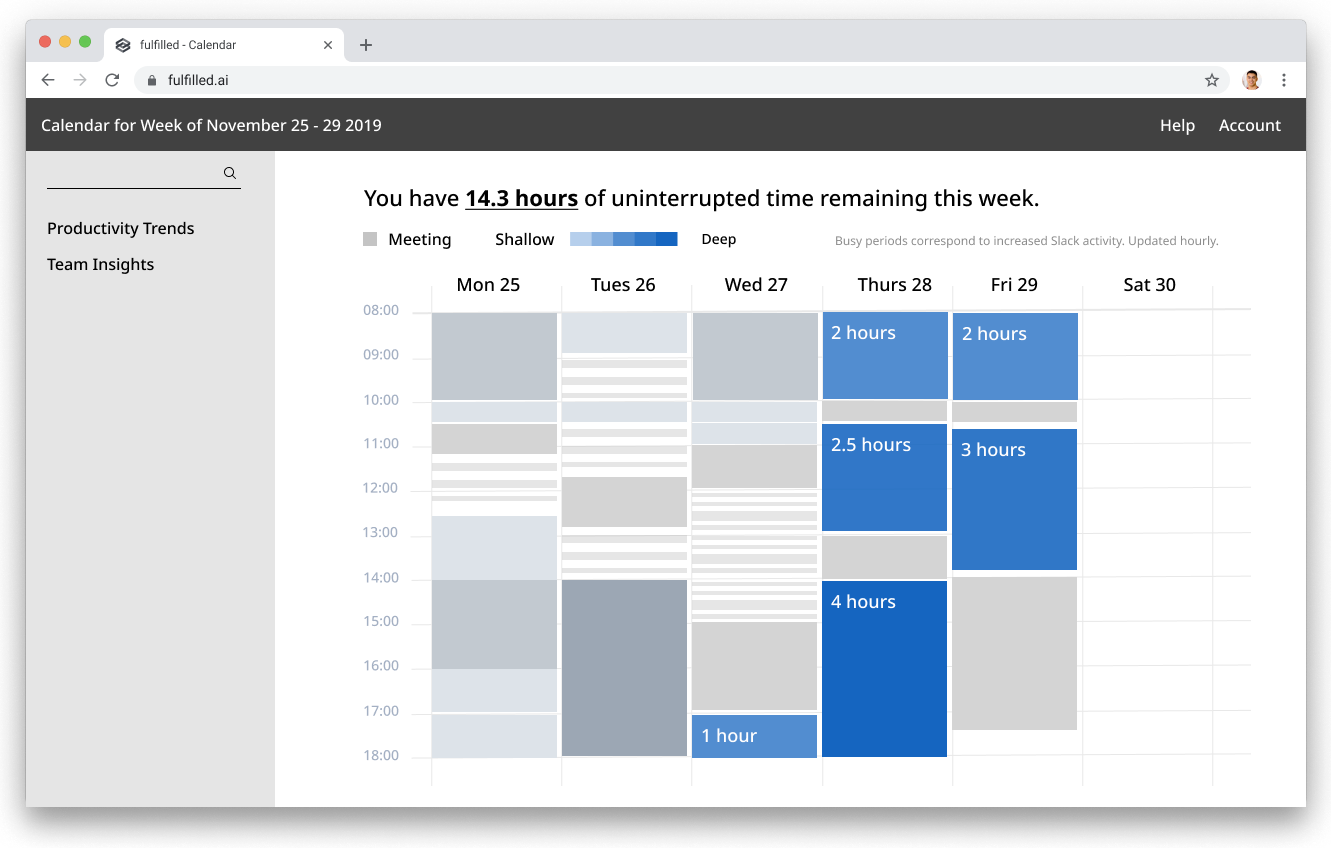 fulfilled - Calendar
fulfilled.ai
Calendar for Week of November 25 - 29 2019 Help Account
You have 14.3 hours of uninterrupted time remaining this week.
Productivity Trends
Team Insights
Meeting Shallow Deep Busy periods correspond to increased Slack activity. Updated hourly.
Mon 25 Tues 26 Wed 27 Thurs 28 Fri 29 Sat 30
08:00
2 hours 2 hours
09:00
10:00
11:00
2.5 hours 3 hours
12:00
13:00
14:00
4 hours
15:00
16:00
17:00
1 hour
18:00